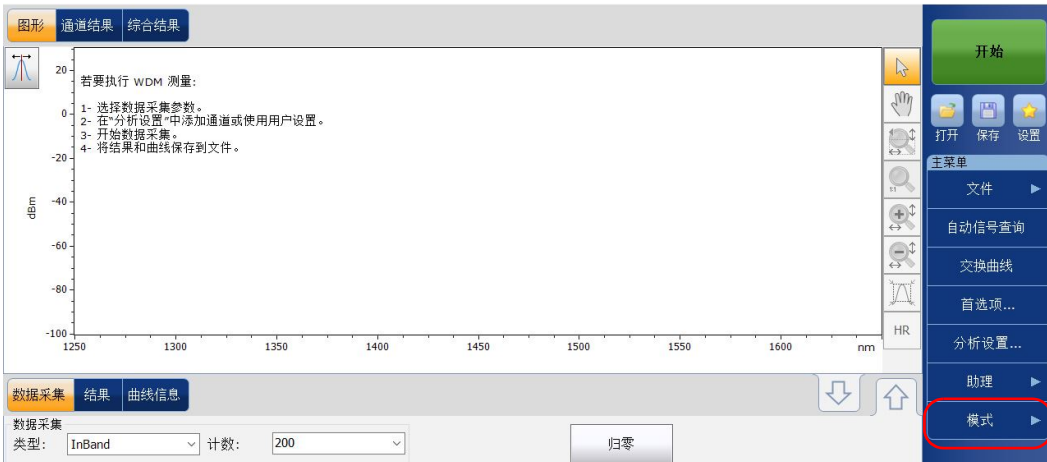 图形 通道结果 综合结果
开始
若要执行 WDM 测量:
1- 选择数据采集参数。
2- 在“分析设置”中添加通道或使用用户设置。
3- 开始数据采集。
4- 将结果和曲线保存到文件。
20
0
-20
-40
-60
-80
-100
dBm
1250 1300 1350 1400 1450 1500 1550 1600 nm
1:1
HR
打开 保存 设置
主菜单
文件
自动信号查询
交换曲线
首选项...
分析设置...
助理
模式
数据采集 结果 曲线信息
数据采集
类型: InBand 计数: 200 归零